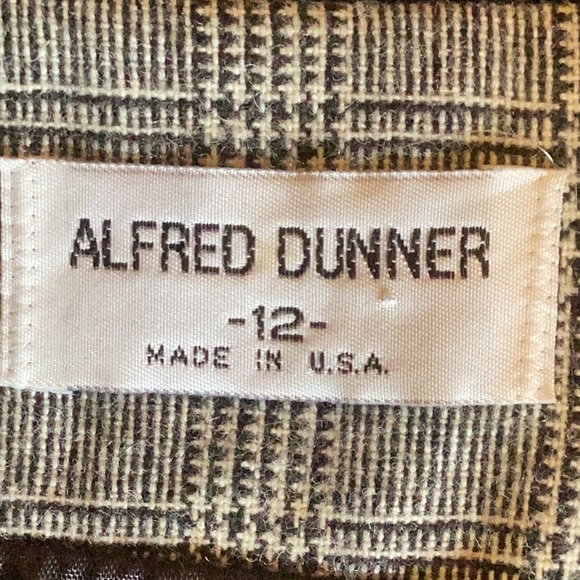 ALFRED DUNNER
-12-
MADE IN U.S.A.